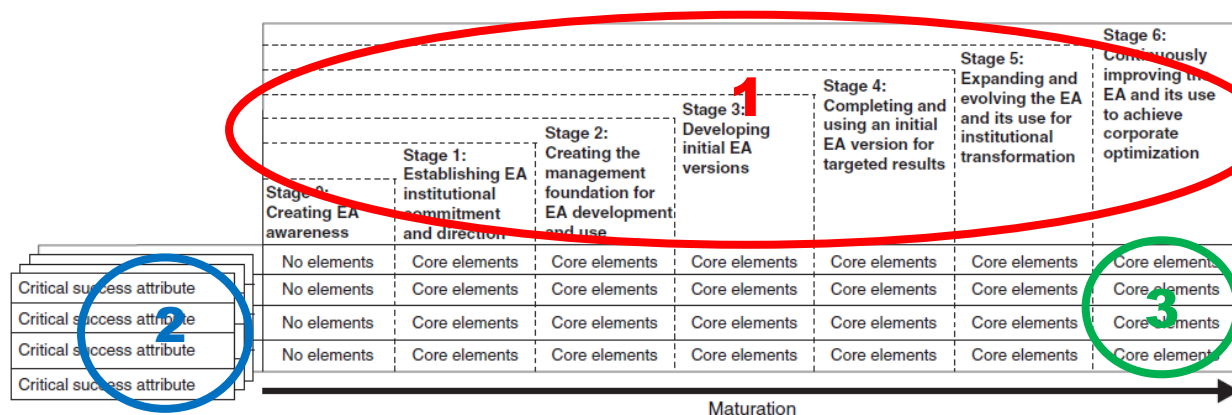 Stage 6:
Continuously
improving the
EA and its use
to achieve
corporate
optimization
Stage 5:
Expanding and
evolving the EA
and its use for
institutional
transformation
Stage 4:
Completing and
using an initial
EA version for
targeted results
1
Stage 3:
Developing
initial EA
versions
Stage 2:
Creating the
management
foundation for
EA development
and use
Stage 1:
Establishing EA
institutional
commitment
and direction
Stage 0:
Creating EA
awareness
No elements Core elements Core elements Core elements Core elements Core elements Core elements
Critical success attribute No elements Core elements Core elements Core elements Core elements Core elements Core elements
Critical success attribute No elements Core elements Core elements Core elements Core elements Core elements Core elements
Critical success attribute No elements Core elements Core elements Core elements Core elements Core elements Core elements
Critical success attribute
2
3
Maturation